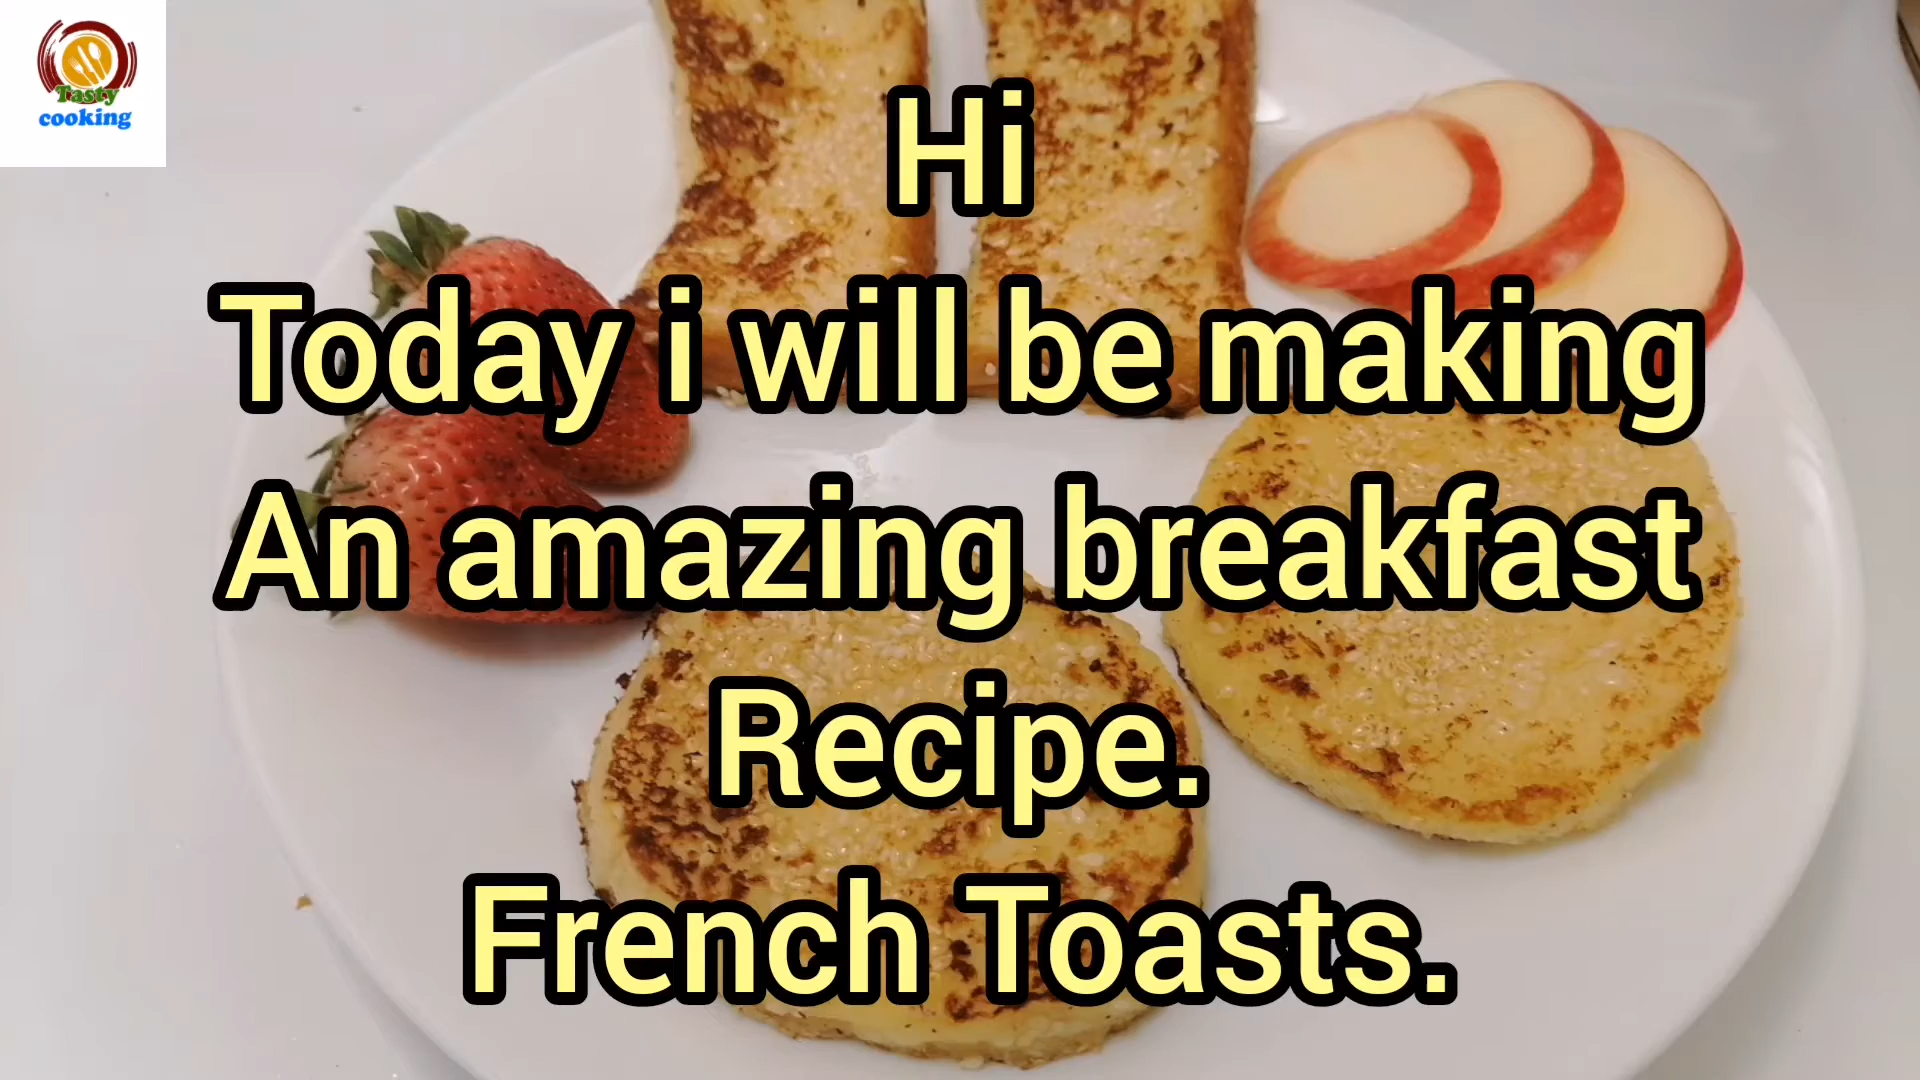 Tasty
cooking
Hi
Today i will be making
An amazing breakfast
Recipe.
French Toasts.